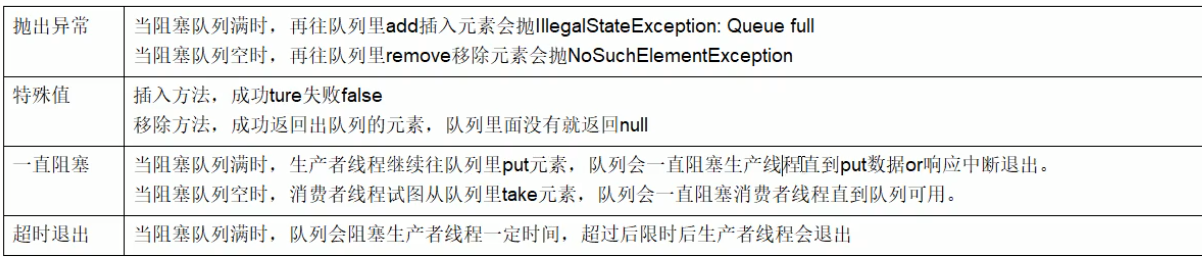 抛出异常
当阻塞队列满时，再往队列里add插入元素会抛IllegalStateException: Queue full
当阻塞队列空时，再往队列里remove移除元素会抛NoSuchElementException
特殊值
插入方法，成功ture失败false
移除方法，成功返回出队列的元素，队列里面没有就返回null
一直阻塞
当阻塞队列满时，生产者线程继续往队列里put元素，队列会一直阻塞生产线程直到put数据or响应中断退出。
当阻塞队列空时，消费者线程试图从队列里take元素，队列会一直阻塞消费者线程直到队列可用。
超时退出
当阻塞队列满时，队列会阻塞生产者线程一定时间，超过后限时后生产者线程会退出